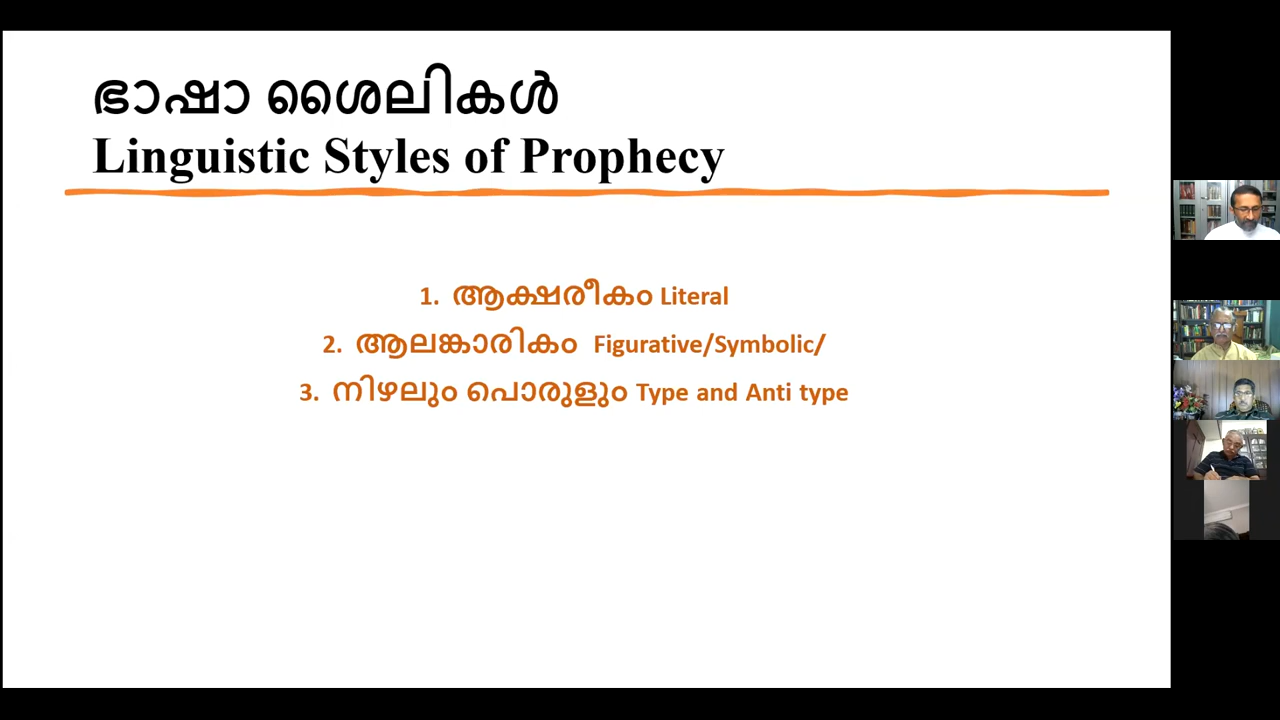 ഭാഷാ ശൈലികൾ
Linguistic Styles of Prophecy
1. ആക്ഷരീകം Literal
2. ആലങ്കാരികം Figurative/Symbolic/
3. നിഴലും പൊരുളും Type and Anti type